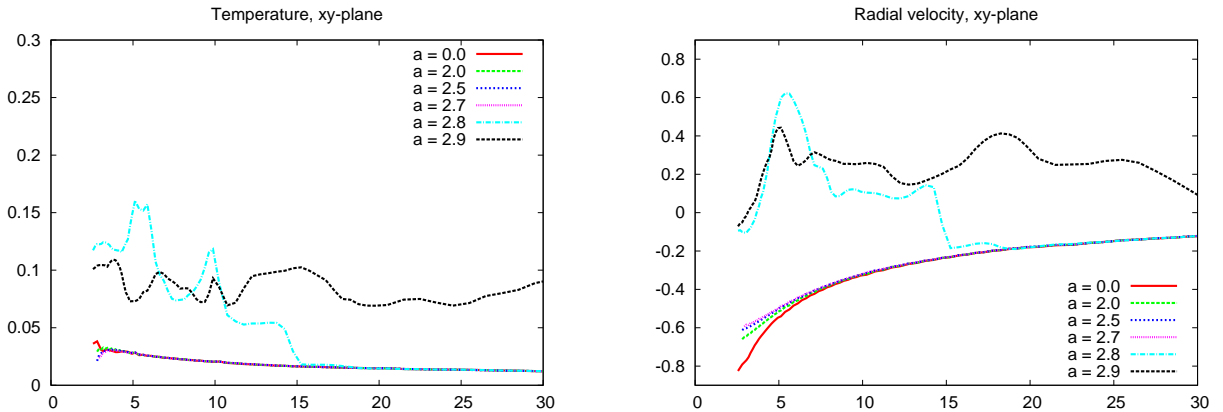 Temperature, xy-plane
0.3
0.25
0.2
0.15
0.1
0.05
0
0 5 10 15 20 25 30
a = 0.0
a = 2.0
a = 2.5
a = 2.7
a = 2.8
a = 2.9
Radial velocity, xy-plane
0.8
0.6
0.4
0.2
0
-0.2
-0.4
-0.6
-0.8
0 5 10 15 20 25 30
a = 0.0
a = 2.0
a = 2.5
a = 2.7
a = 2.8
a = 2.9